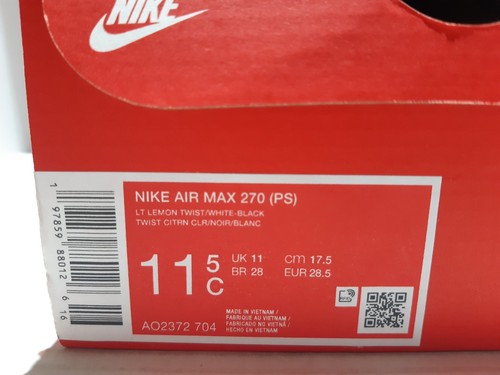 NIKE
NIKE AIR MAX 270 (PS)
LT LEMON TWIST/WHITE-BLACK
TWIST CITRN CLR/NOIR/BLANC
11 5 C
UK 11 cm 17.5
BR 28 EUR 28.5
MADE IN VIETNAM /
FABRIQUE AU VIETNAM /
FABRICADO NO VIETNÃ /
HECHO EN VIETNAM
AO2372 704
1 97859 88012 6 16